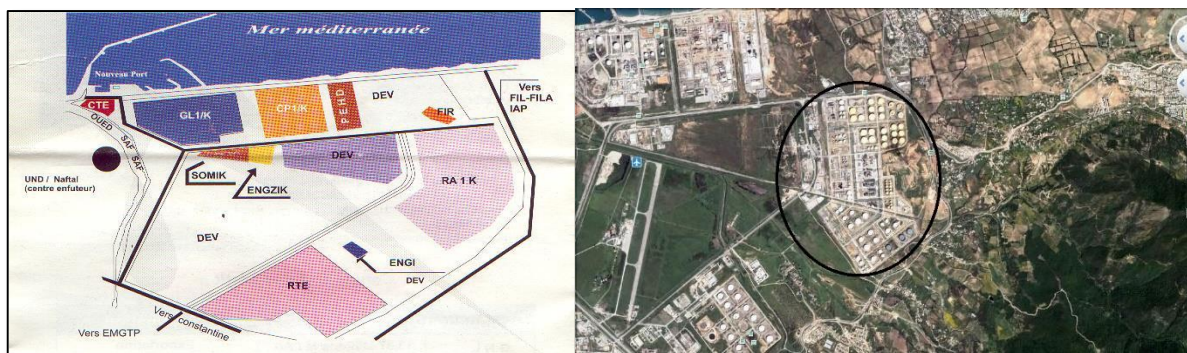 Mer méditerranée
Nouveau Port
CTE
GL1/K
CP1/K
PEHD
DEV
FIR
Vers
FIL-FILA
IAP
OUED SAF SAF
UND / Naftal
(centre enfuteur)
SOMIK
ENGZIK
DEV
RA 1 K
DEV
ENGI
DEV
RTE
Vers constantine
Vers EMGTP